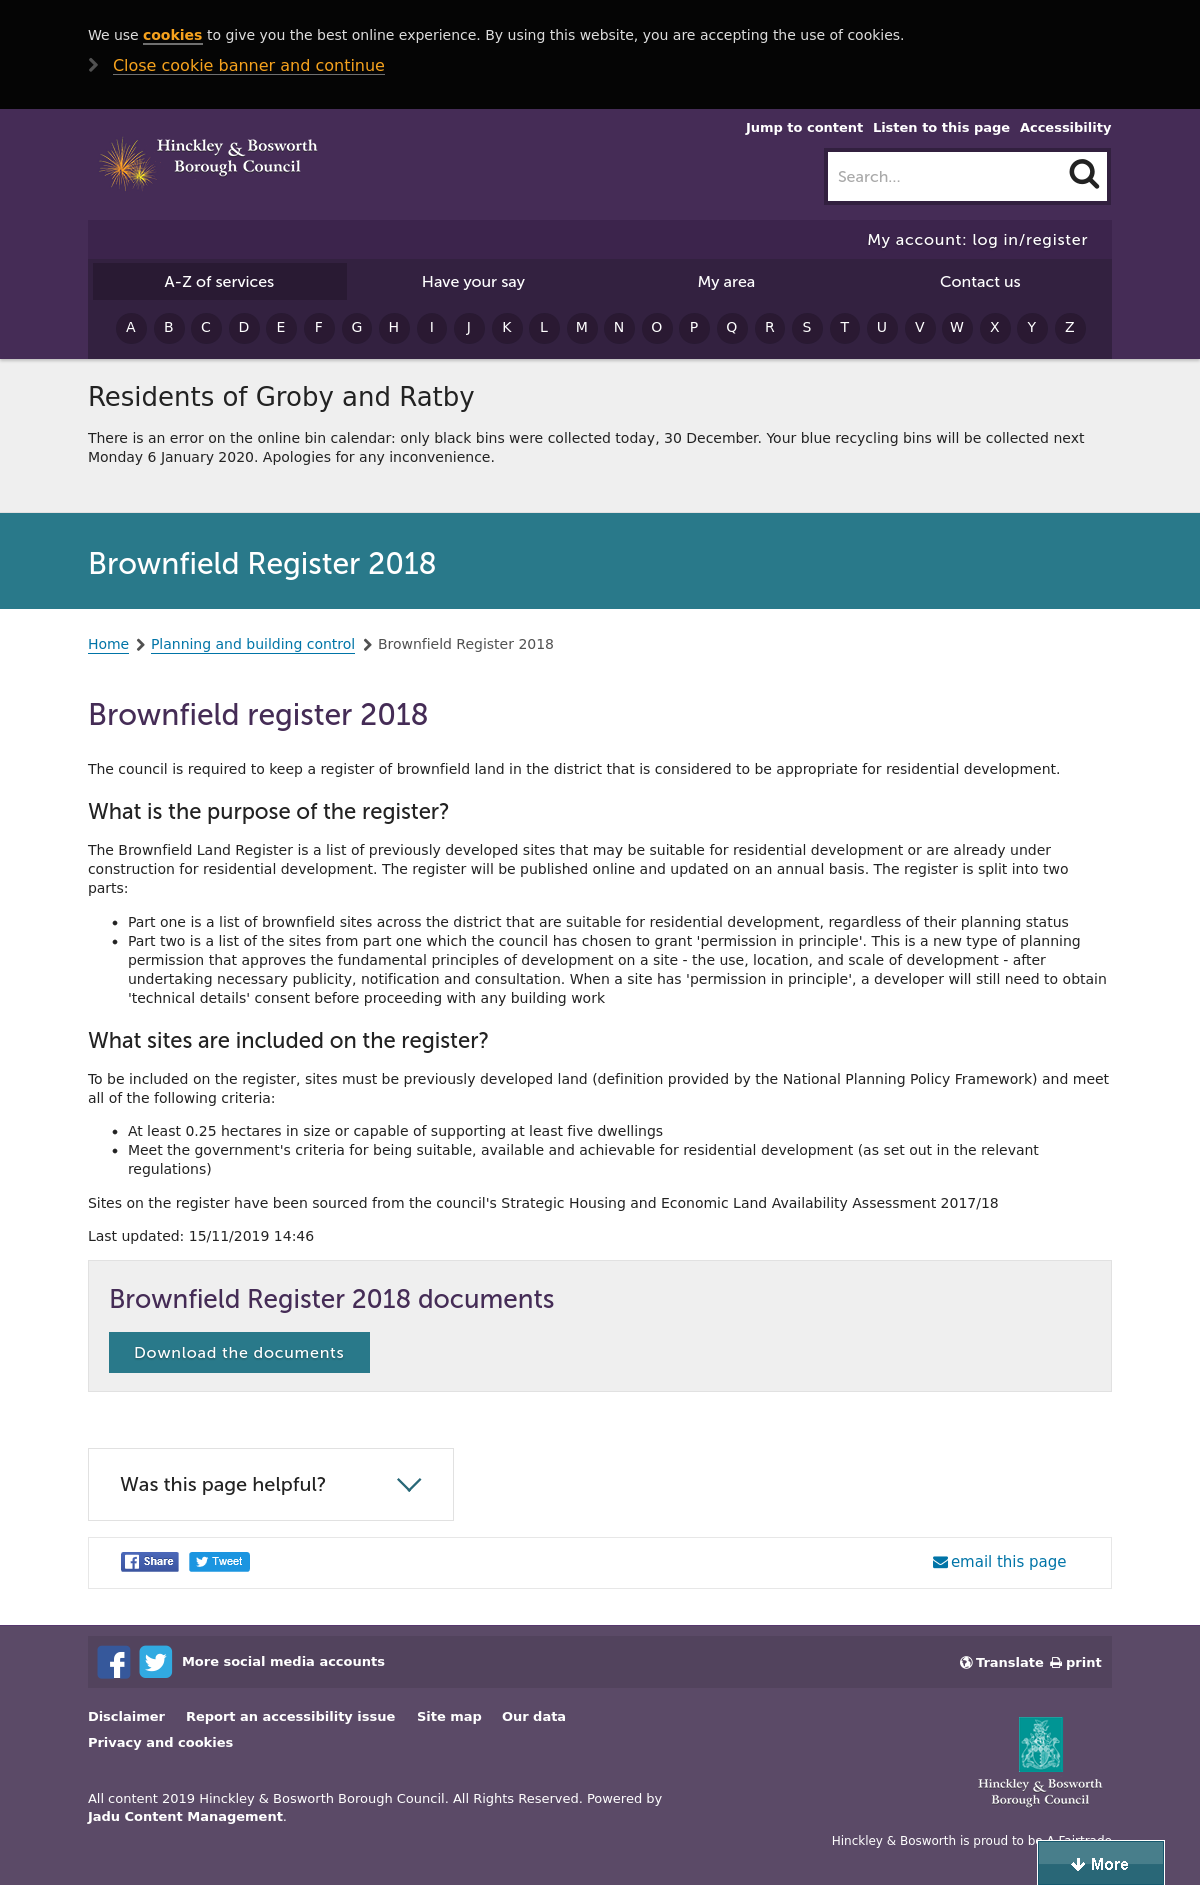 We use cookies to give you the best online experience. By using this website, you are accepting the use of cookies.
Close cookie banner and continue
Jump to content Listen to this page Accessibility
Hinckley & Bosworth
Borough Council
Search...
My account: log in/register
A-Z of services Have your say My area Contact us
A B C D E F G H I J K L M N O P Q R S T U V W X Y Z
Residents of Groby and Ratby
There is an error on the online bin calendar: only black bins were collected today, 30 December. Your blue recycling bins will be collected next
Monday 6 January 2020. Apologies for any inconvenience.
Brownfield Register 2018
Home Planning and building control Brownfield Register 2018
Brownfield register 2018
The council is required to keep a register of brownfield land in the district that is considered to be appropriate for residential development.
What is the purpose of the register?
The Brownfield Land Register is a list of previously developed sites that may be suitable for residential development or are already under
construction for residential development. The register will be published online and updated on an annual basis. The register is split into two
parts:
• Part one is a list of brownfield sites across the district that are suitable for residential development, regardless of their planning status
• Part two is a list of the sites from part one which the council has chosen to grant 'permission in principle'. This is a new type of planning
permission that approves the fundamental principles of development on a site - the use, location, and scale of development - after
undertaking necessary publicity, notification and consultation. When a site has 'permission in principle', a developer will still need to obtain
'technical details' consent before proceeding with any building work
What sites are included on the register?
To be included on the register, sites must be previously developed land (definition provided by the National Planning Policy Framework) and meet
all of the following criteria:
• At least 0.25 hectares in size or capable of supporting at least five dwellings
• Meet the government's criteria for being suitable, available and achievable for residential development (as set out in the relevant
regulations)
Sites on the register have been sourced from the council's Strategic Housing and Economic Land Availability Assessment 2017/18
Last updated: 15/11/2019 14:46
Brownfield Register 2018 documents
Download the documents
Was this page helpful?
Share Tweet email this page
More social media accounts Translate print
Disclaimer Report an accessibility issue Site map Our data
Privacy and cookies
Hinckley & Bosworth
Borough Council
All content 2019 Hinckley & Bosworth Borough Council. All Rights Reserved. Powered by
Jadu Content Management.
Hinckley & Bosworth is proud to be A Fairtrade
More